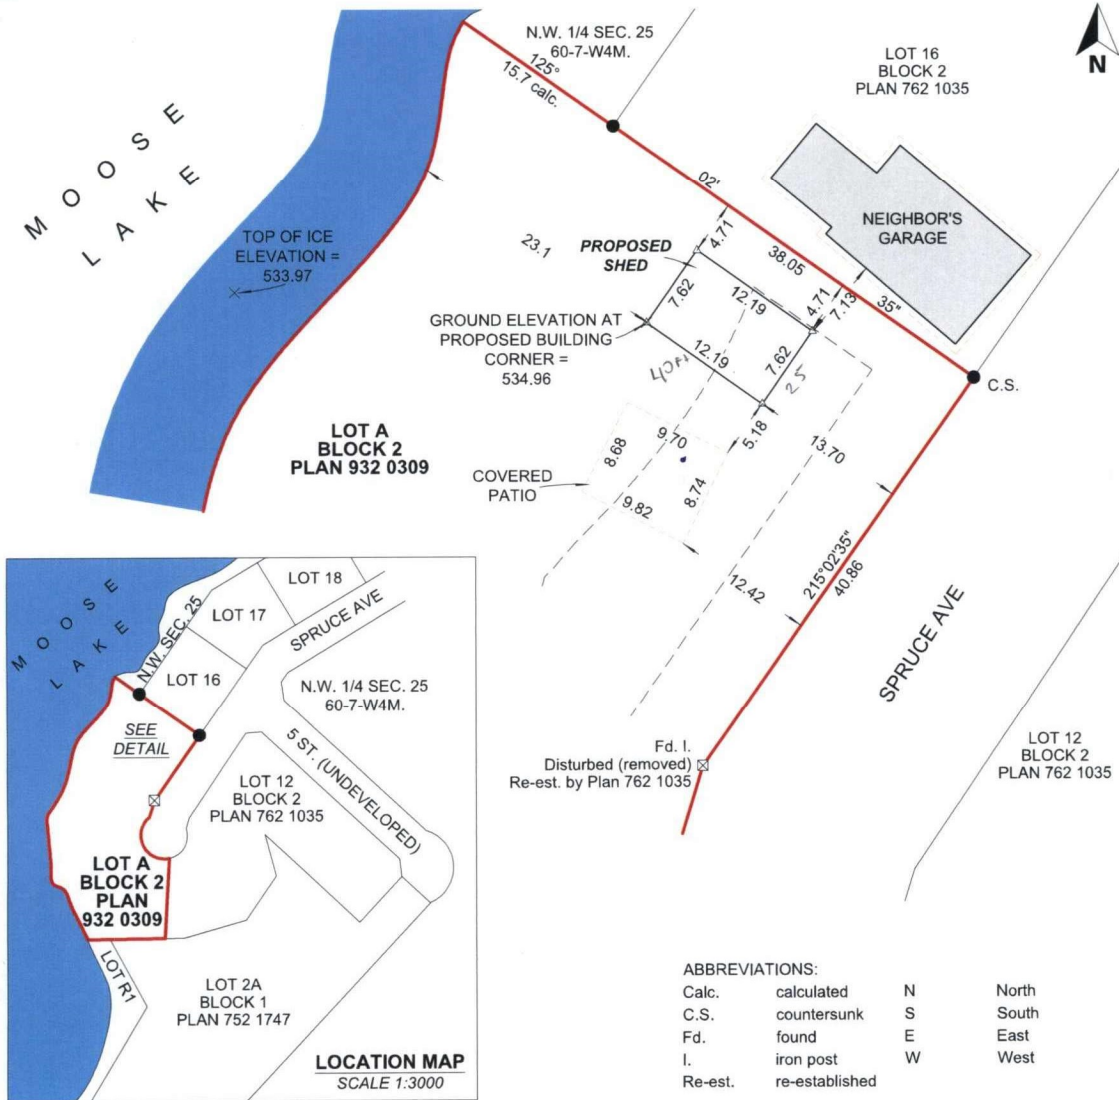 N.W. 1/4 SEC. 25
60-7-W4M.
LOT 16
BLOCK 2
PLAN 762 1035
N
125°
15.7 calc.
MOOSE
LAKE
02'
NEIGHBOR'S
GARAGE
TOP OF ICE
ELEVATION =
533.97
23.1
PROPOSED
SHED
4.71
38.05
4.71
7.13
35"
7.62
12.19
GROUND ELEVATION AT
PROPOSED BUILDING
CORNER =
534.96
12.19
7.62
25
C.S.
LOT A
BLOCK 2
PLAN 932 0309
9.70
5.18
13.70
8.68
COVERED
PATIO
8.74
9.82
12.42
215°02'35"
40.86
SPRUCE AVE
Fd. I.
Disturbed (removed)
Re-est. by Plan 762 1035
LOT 12
BLOCK 2
PLAN 762 1035
MOOSE
LAKE
N.W. SEC. 25
LOT 18
LOT 17
SPRUCE AVE
LOT 16
N.W. 1/4 SEC. 25
60-7-W4M.
SEE
DETAIL
5 ST. (UNDEVELOPED)
LOT 12
BLOCK 2
PLAN 762 1035
LOT A
BLOCK 2
PLAN
932 0309
LOT R1
LOT 2A
BLOCK 1
PLAN 752 1747
LOCATION MAP
SCALE 1:3000
ABBREVIATIONS:
Calc. calculated N North
C.S. countersunk S South
Fd. found E East
I. iron post W West
Re-est. re-established